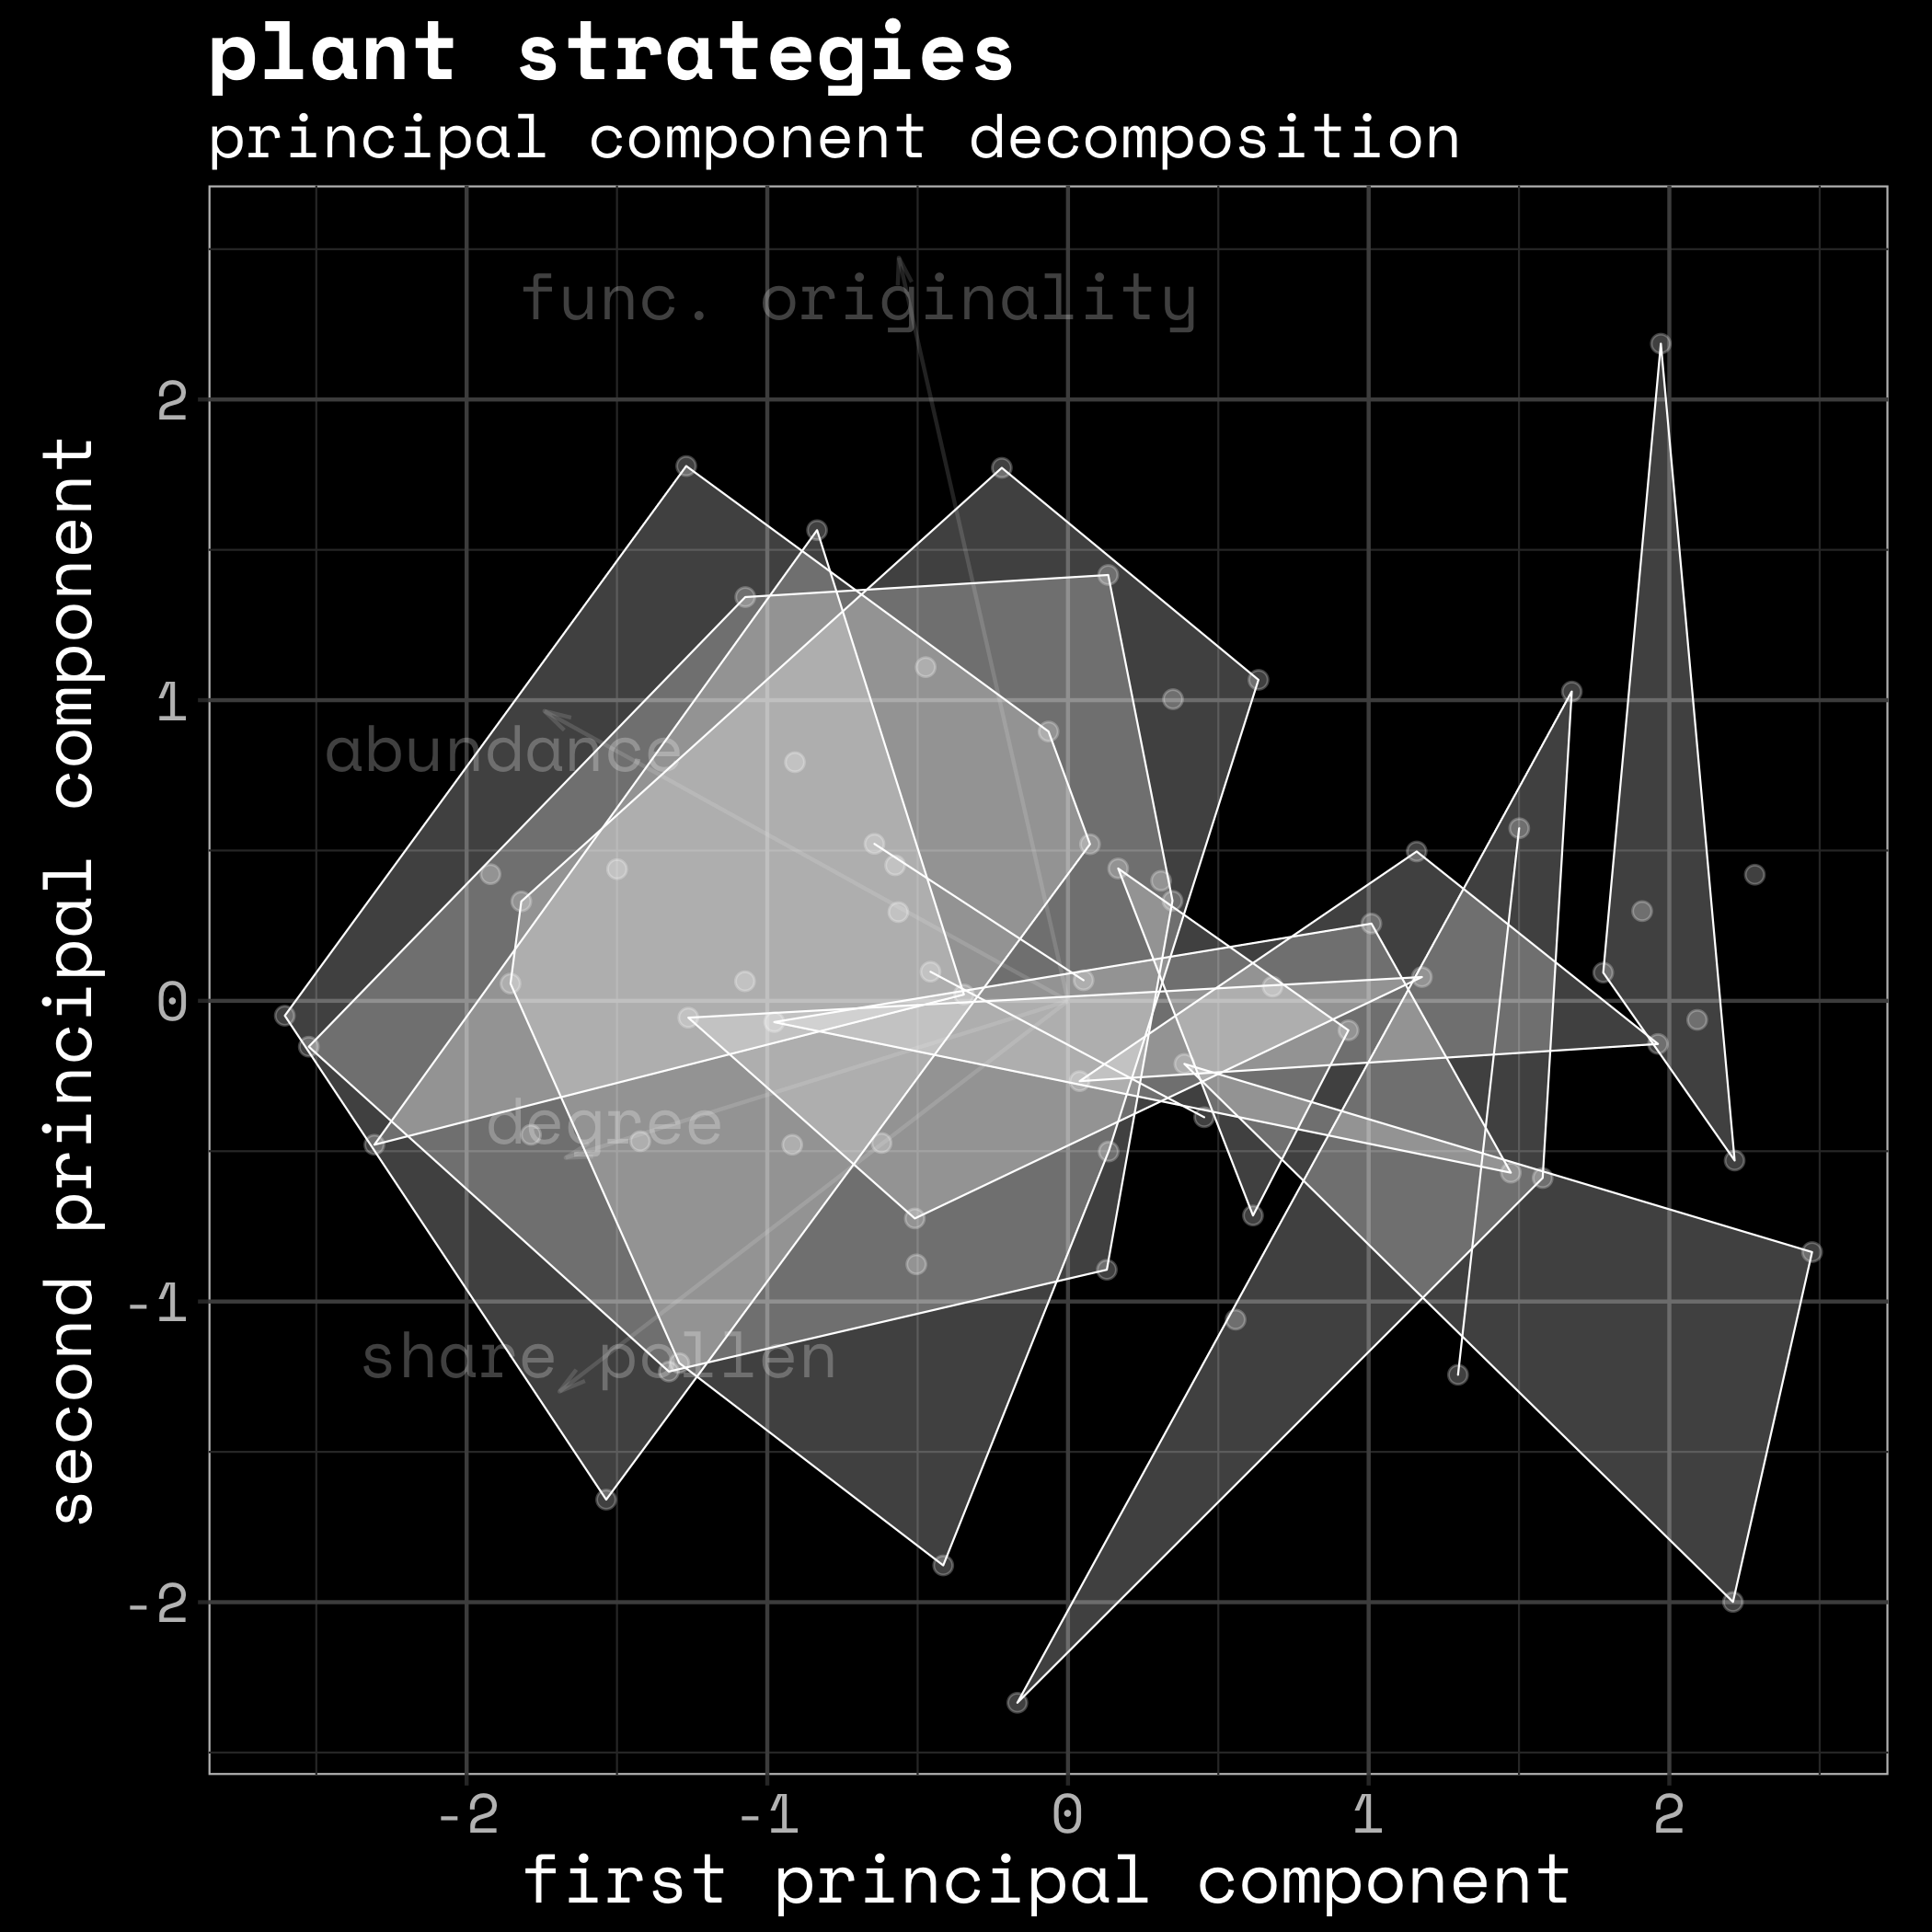 plant strategies
principal component decomposition
func. originality
abundance
degree
share pollen
second principal component
2
1
0
-1
-2
-2 -1 0 1 2
first principal component